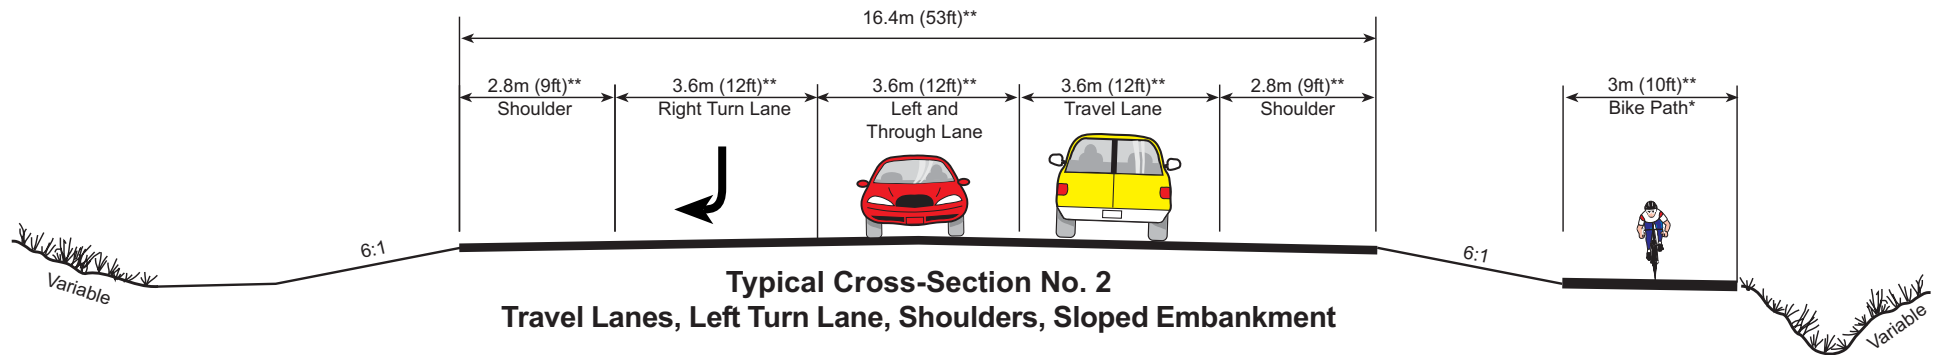 16.4m (53ft)**
2.8m (9ft)**
Shoulder
3.6m (12ft)**
Right Turn Lane
3.6m (12ft)**
Left and
Through Lane
3.6m (12ft)**
Travel Lane
2.8m (9ft)**
Shoulder
3m (10ft)**
Bike Path*
6:1
6:1
Variable
Variable
Typical Cross-Section No. 2
Travel Lanes, Left Turn Lane, Shoulders, Sloped Embankment